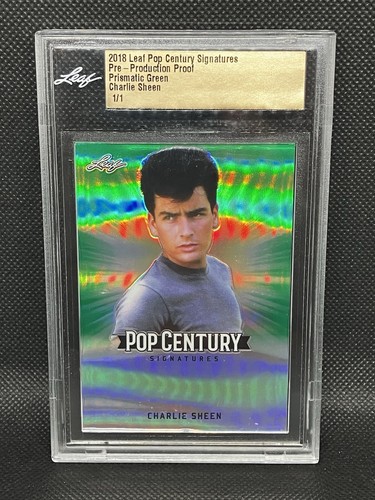 2018 Leaf Pop Century Signatures
Pre-Production Proof
Prismatic Green
Charlie Sheen
1/1
Leaf
Leaf
POP CENTURY
SIGNATURES
CHARLIE SHEEN